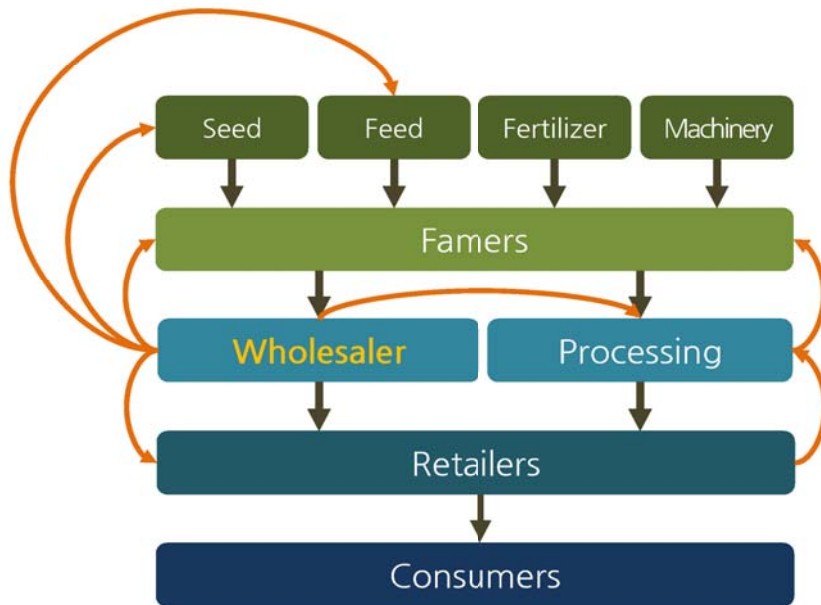 Seed
Feed
Fertilizer
Machinery
Famers
Wholesaler
Processing
Retailers
Consumers